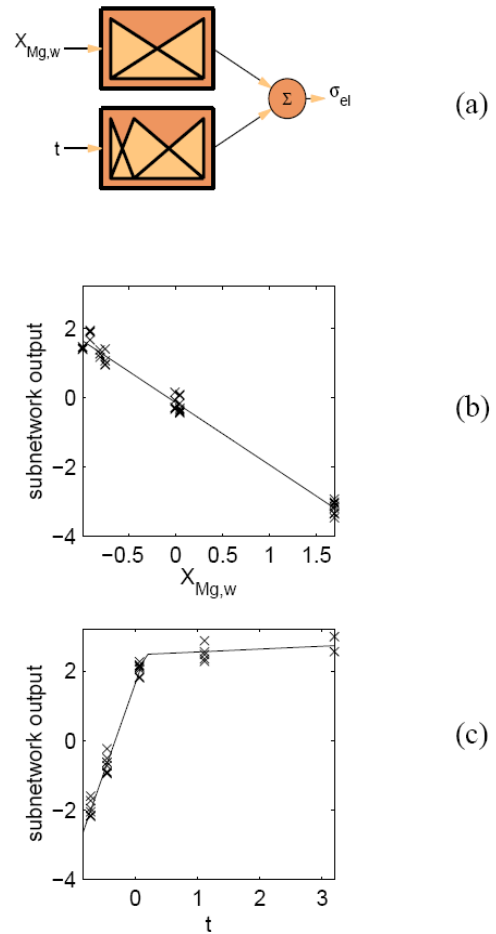 X_Mg,w
t
Σ
σ_el
(a)
subnetwork output
2
0
−2
−4
−0.5 0 0.5 1 1.5
X_Mg,w
(b)
subnetwork output
2
0
−2
−4
0 1 2 3
t
(c)